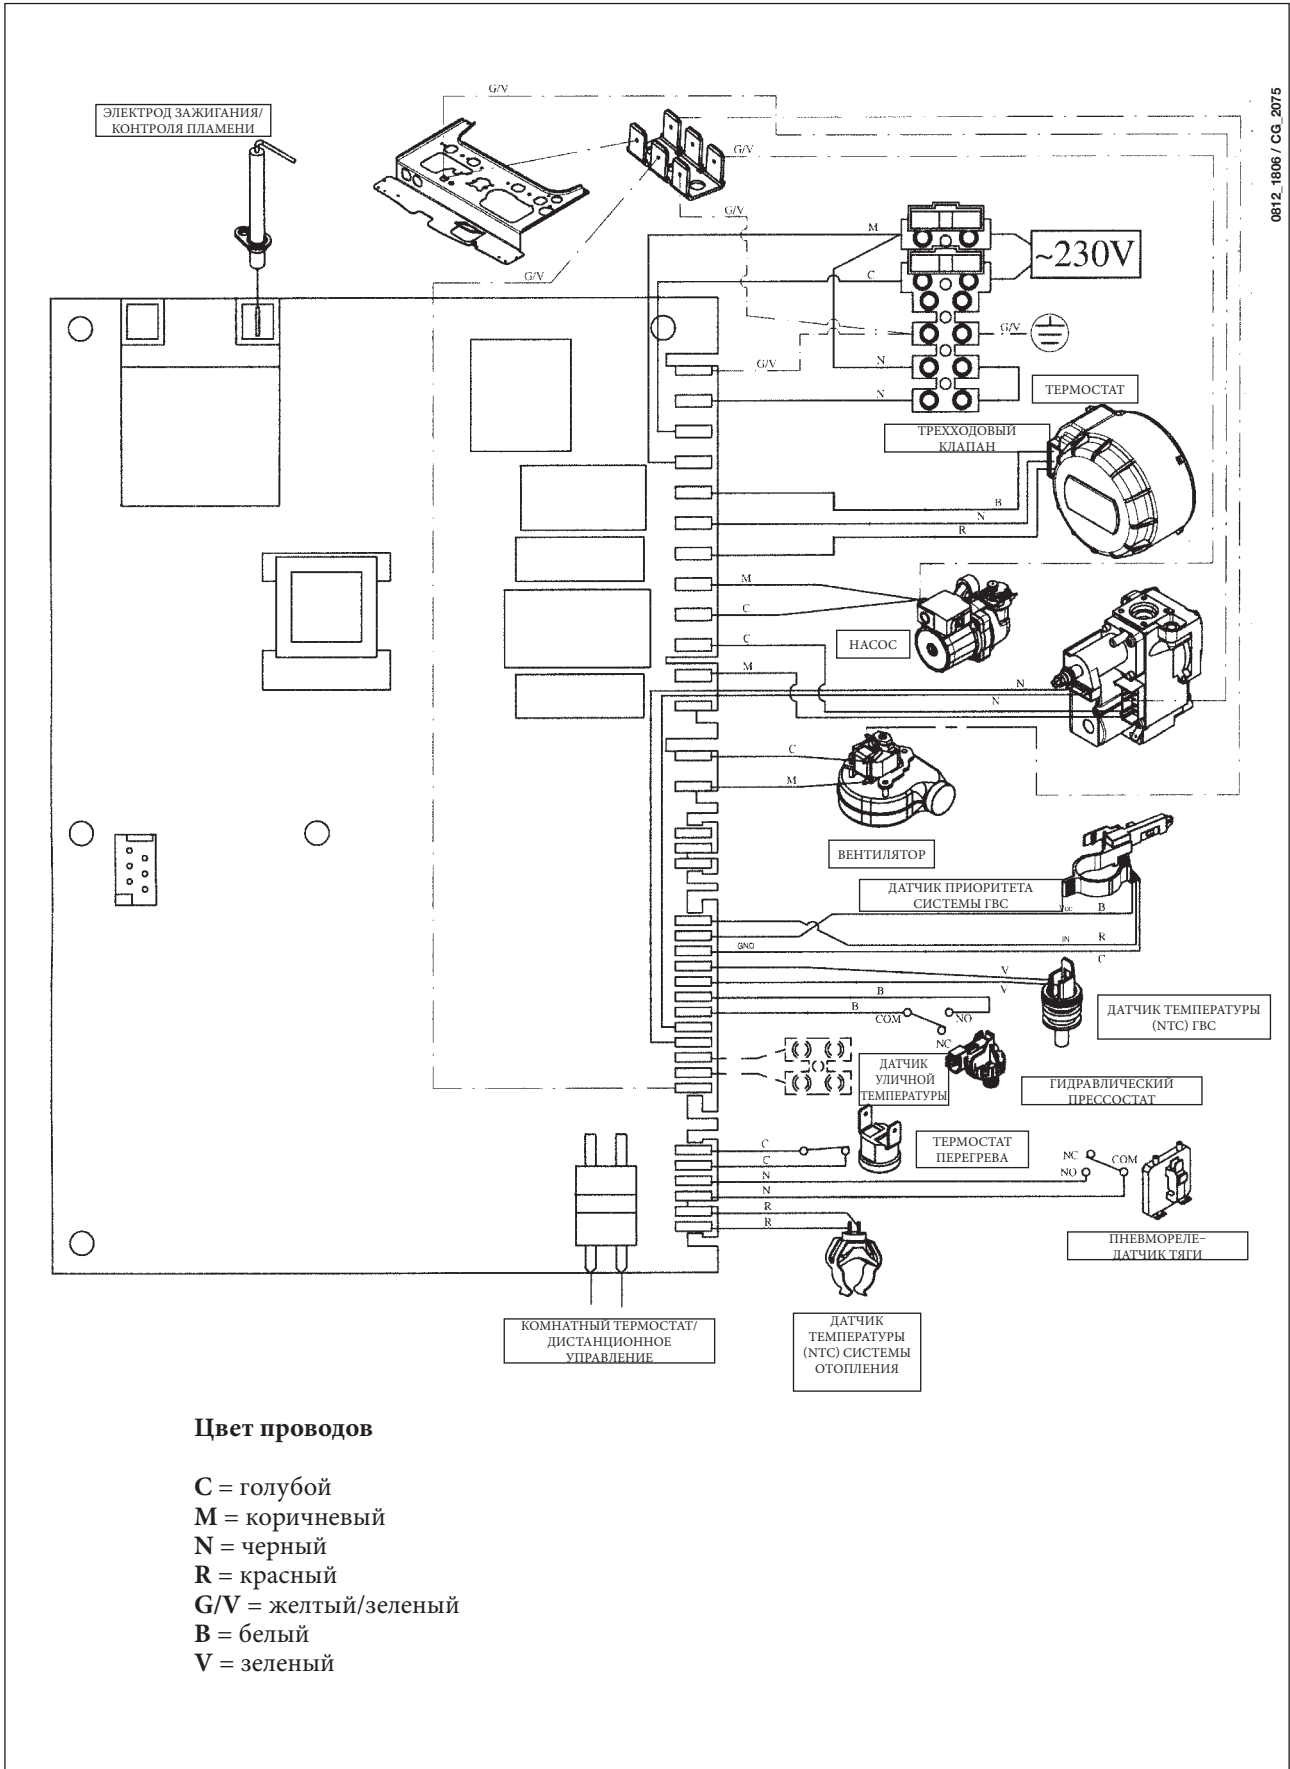 G/V
ЭЛЕКТРОД ЗАЖИГАНИЯ/
КОНТРОЛЯ ПЛАМЕНИ
0812_1806 / CG_2075
G/V
G/V
M
~230V
G/V
C
G/V
G/V
N
ТЕРМОСТАТ
N
ТРЕХХОДОВЫЙ
КЛАПАН
B
N
R
M
C
НАСОС
C
M
N
N
C
M
ВЕНТИЛЯТОР
ДАТЧИК ПРИОРИТЕТА
СИСТЕМЫ ГВС
Vcc
B
IN
R
GND
C
V
V
B
B
COM
NO
NC
ДАТЧИК ТЕМПЕРАТУРЫ
(NTC) ГВС
ДАТЧИК
УЛИЧНОЙ
ТЕМПЕРАТУРЫ
ГИДРАВЛИЧЕСКИЙ
ПРЕССОСТАТ
C
C
N
N
R
R
ТЕРМОСТАТ
ПЕРЕГРЕВА
NC
NO
COM
ПНЕВМОРЕЛЕ–
ДАТЧИК ТЯГИ
КОМНАТНЫЙ ТЕРМОСТАТ/
ДИСТАНЦИОННОЕ
УПРАВЛЕНИЕ
ДАТЧИК
ТЕМПЕРАТУРЫ
(NTC) СИСТЕМЫ
ОТОПЛЕНИЯ
Цвет проводов
C = голубой
M = коричневый
N = черный
R = красный
G/V = желтый/зеленый
B = белый
V = зеленый